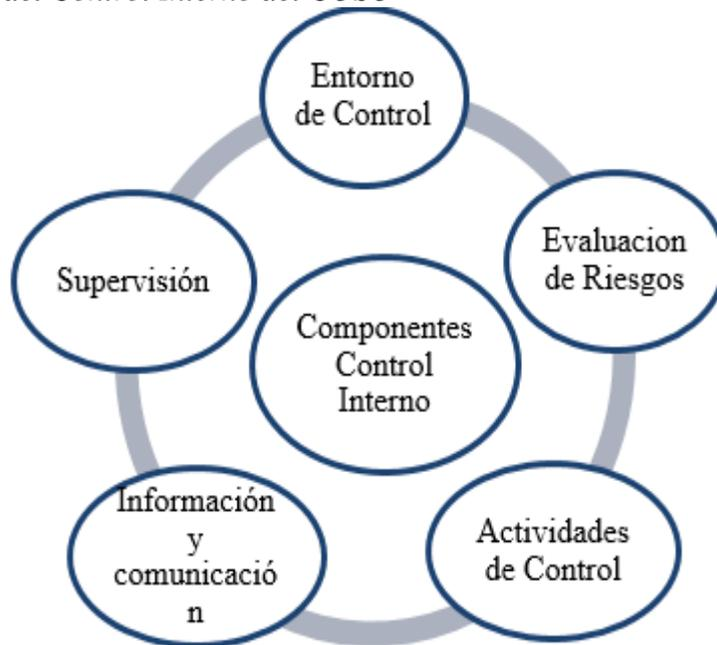 Entorno
de Control
Evaluacion
de Riesgos
Supervisión
Componentes
Control
Interno
Actividades
de Control
Información
y
comunicació
n